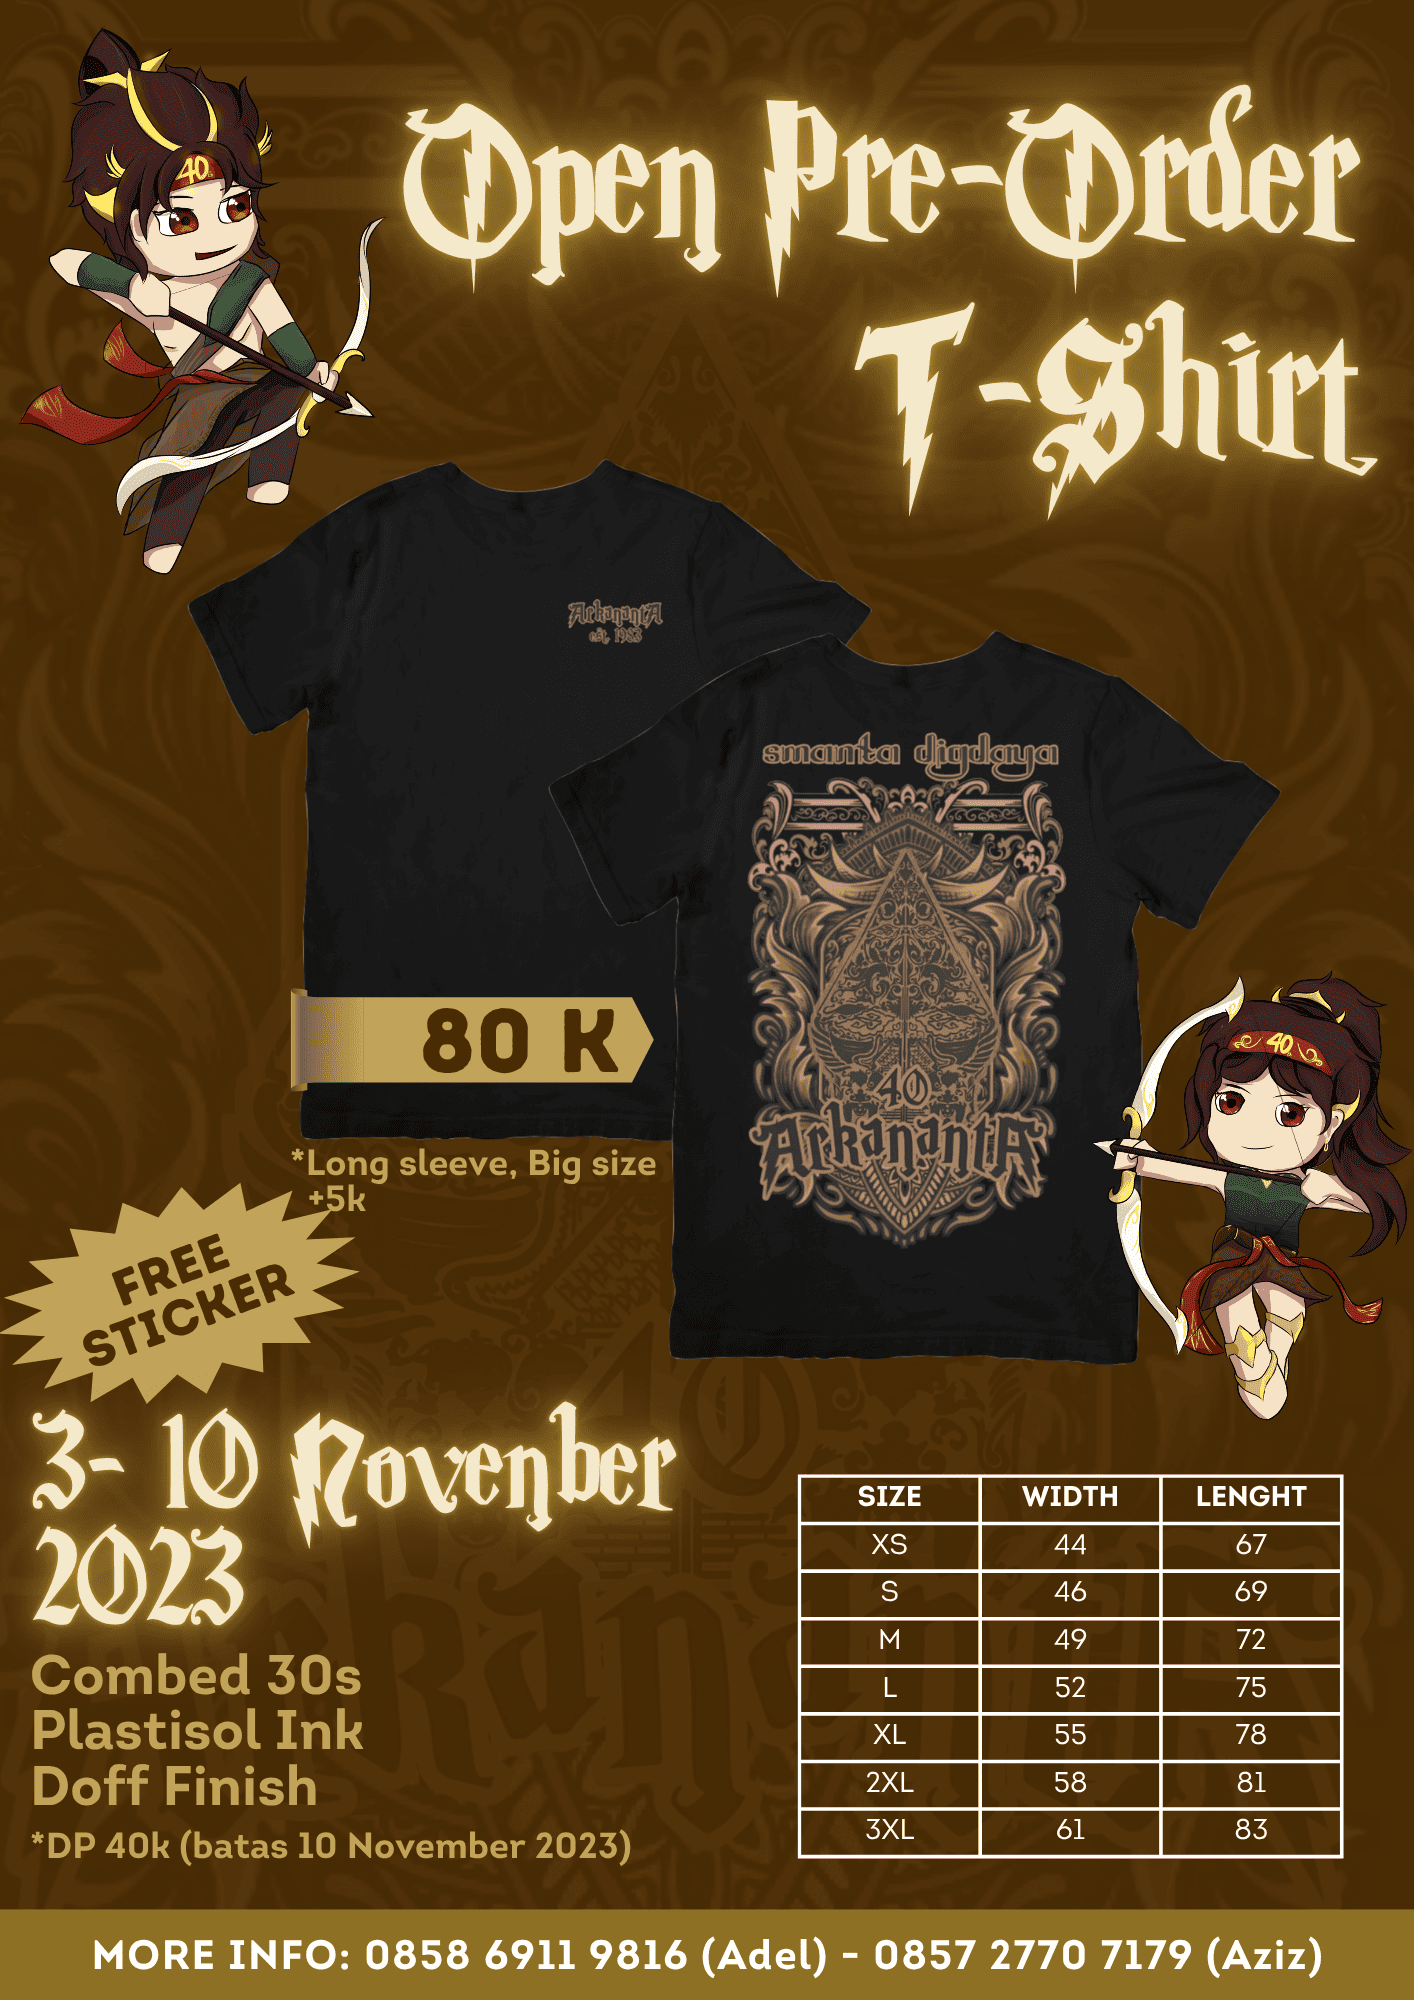 Open Pre-Order
T-Shirt
40
Arkananta
est. 1983
smanta digdaya
40
Arkananta
80 K
*Long sleeve, Big size
+5k
40
FREE
STICKER
3- 10 Novenber
2023
Combed 30s
Plastisol Ink
Doff Finish
*DP 40k (batas 10 November 2023)
SIZE WIDTH LENGHT
XS 44 67
S 46 69
M 49 72
L 52 75
XL 55 78
2XL 58 81
3XL 61 83
MORE INFO: 0858 6911 9816 (Adel) - 0857 2770 7179 (Aziz)